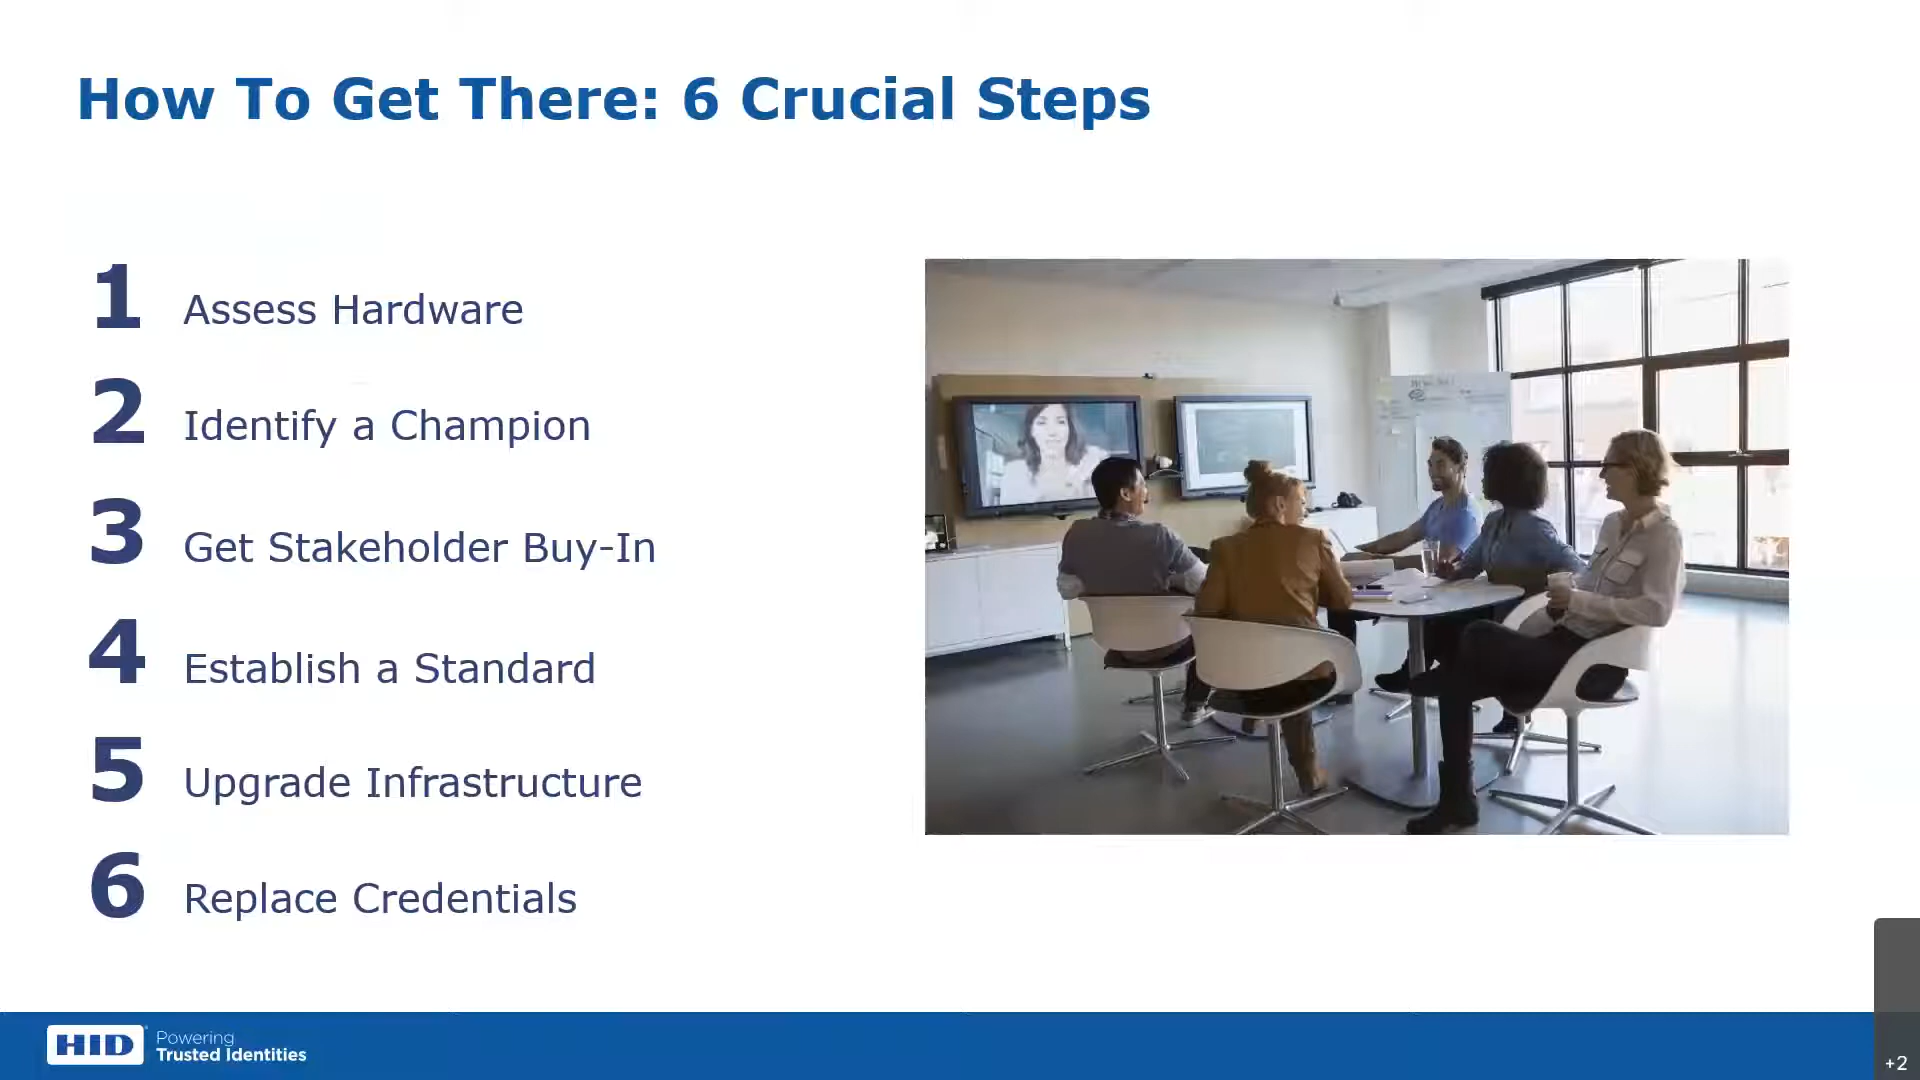 How To Get There: 6 Crucial Steps
1 Assess Hardware
2 Identify a Champion
3 Get Stakeholder Buy-In
4 Establish a Standard
5 Upgrade Infrastructure
6 Replace Credentials
HID Powering
Trusted Identities
+2